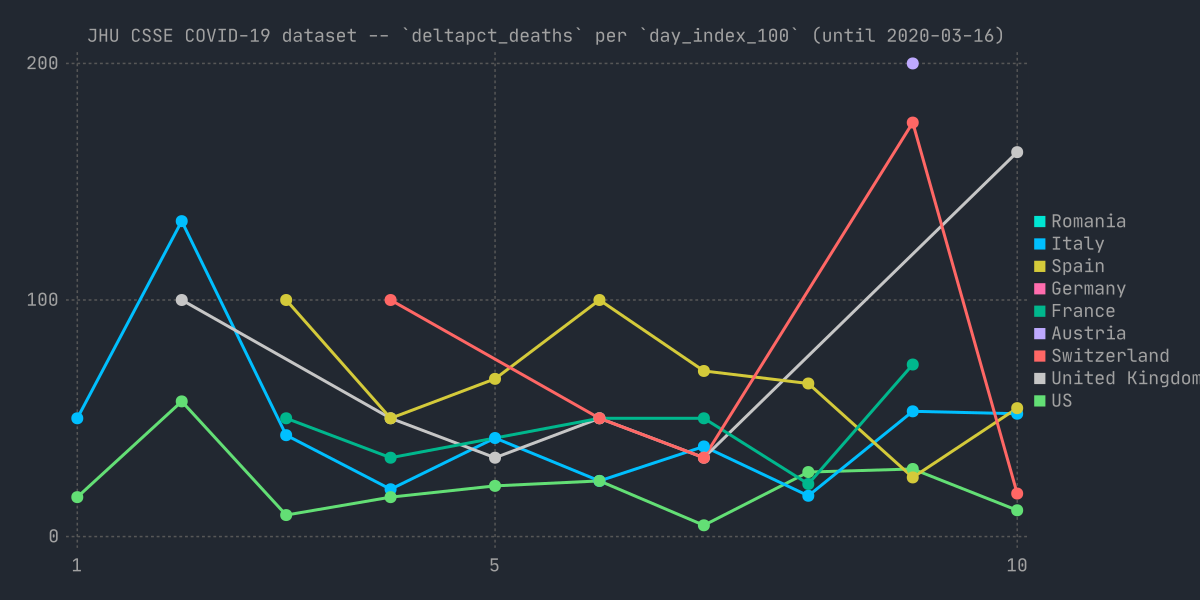 JHU CSSE COVID-19 dataset -- `deltapct_deaths` per `day_index_100` (until 2020-03-16)
200
100
0
1
5
10
Romania
Italy
Spain
Germany
France
Austria
Switzerland
United Kingdom
US